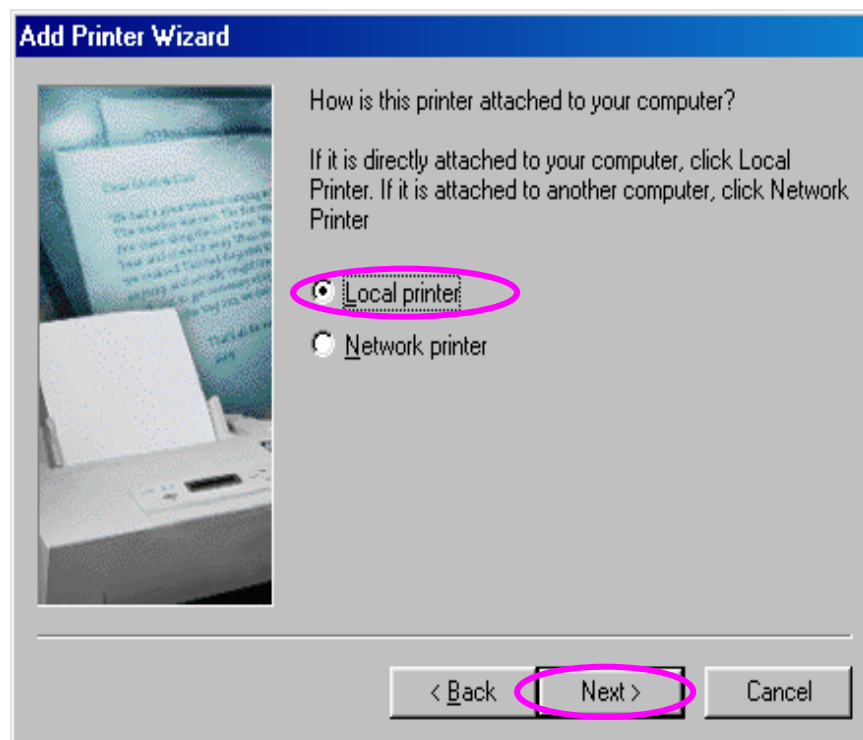 Add Printer Wizard
How is this printer attached to your computer?
If it is directly attached to your computer, click Local
Printer. If it is attached to another computer, click Network
Printer
Local printer
Network printer
< Back
Next >
Cancel